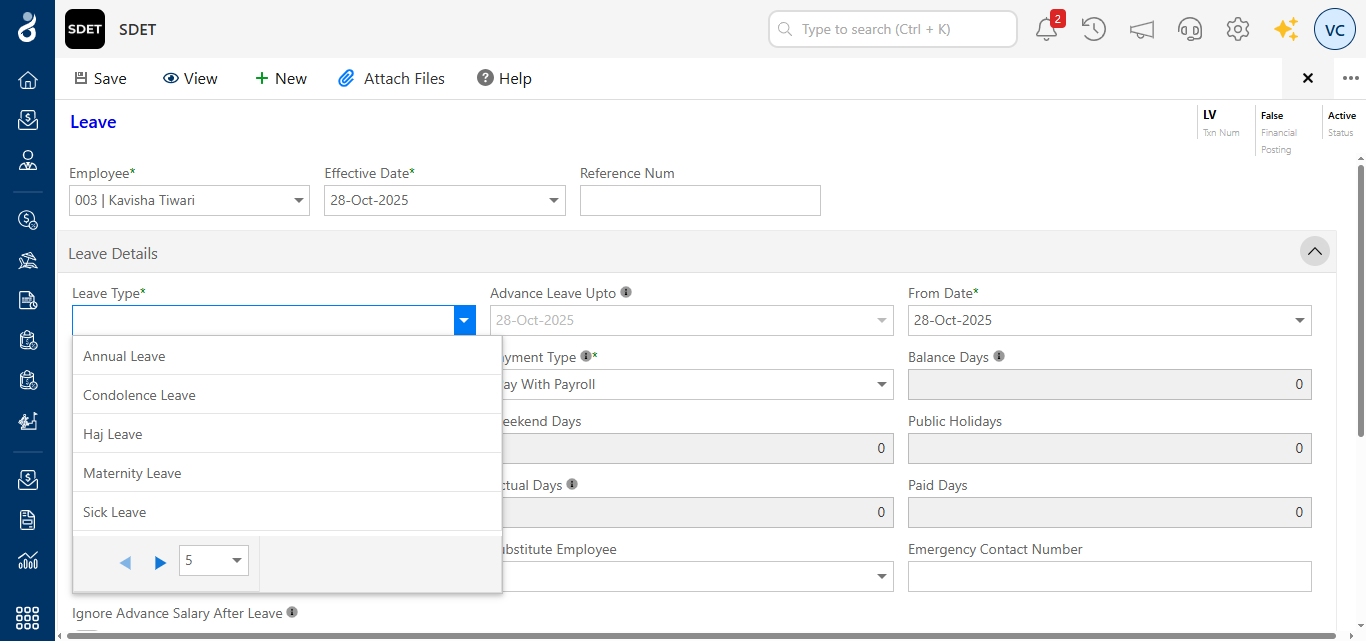 SDET
SDET
Type to search (Ctrl + K)
2
VC
Save
View
New
Attach Files
Help
Leave
LV
Txn Num
False
Financial
Posting
Active
Status
Employee*
Effective Date*
Reference Num
003 | Kavisha Tiwari
28-Oct-2025
Leave Details
Leave Type*
Advance Leave Upto
From Date*
28-Oct-2025
28-Oct-2025
Annual Leave
Condolence Leave
Haj Leave
Maternity Leave
Sick Leave
5
yment Type *
ay With Payroll
Balance Days
0
eekend Days
0
Public Holidays
0
ctual Days
0
Paid Days
0
ubstitute Employee
Emergency Contact Number
Ignore Advance Salary After Leave